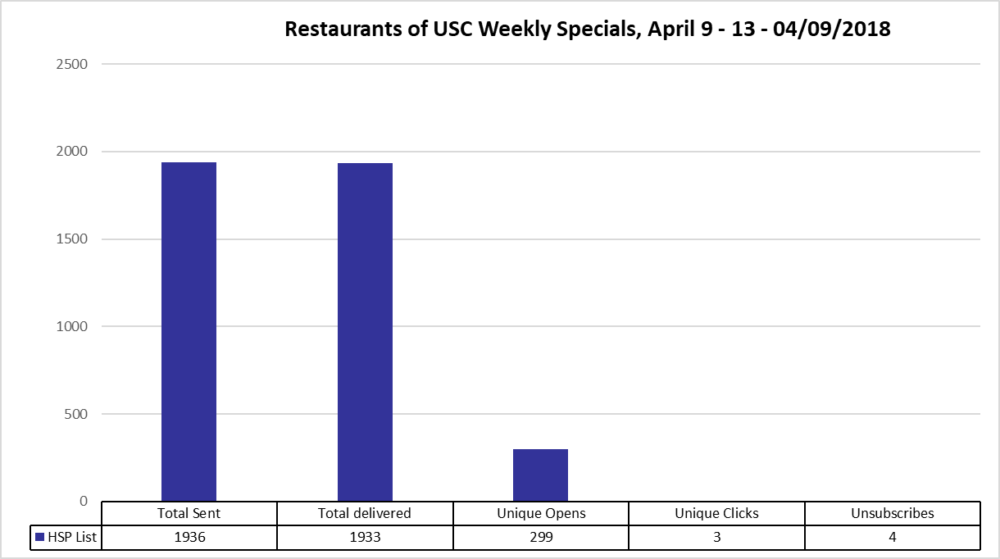 Restaurants of USC Weekly Specials, April 9 - 13 - 04/09/2018
2500
2000
1500
1000
500
0
Total Sent Total delivered Unique Opens Unique Clicks Unsubscribes
HSP List 1936 1933 299 3 4